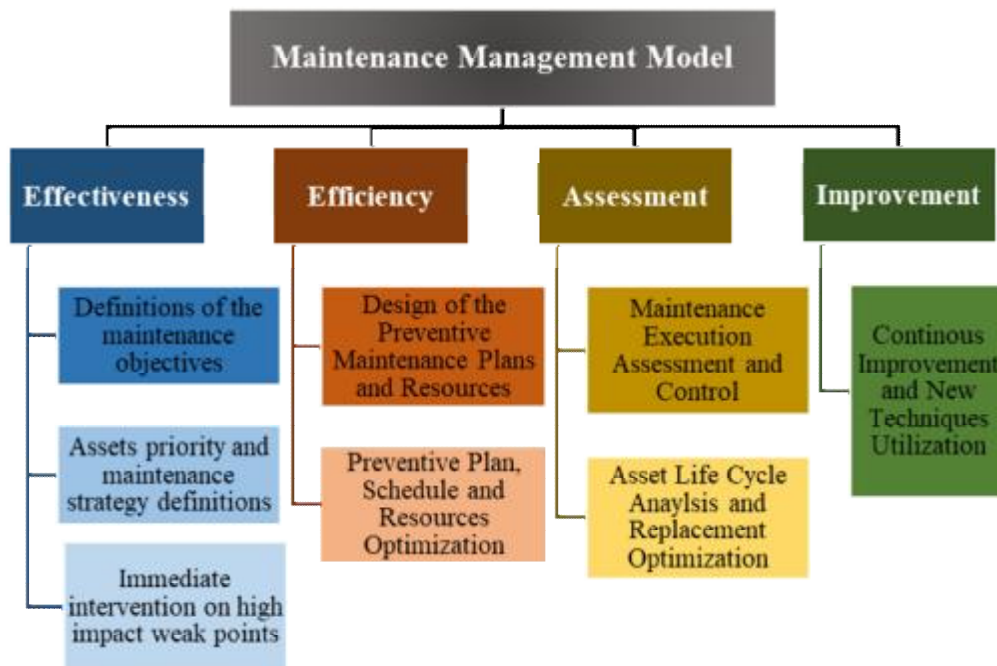 Maintenance Management Model
Effectiveness
Definitions of the
maintenance
objectives
Assets priority and
maintenance
strategy definitions
Immediate
intervention on high
impact weak points
Efficiency
Design of the
Preventive
Maintenance Plans
and Resources
Preventive Plan,
Schedule and
Resources
Optimization
Assessment
Maintenance
Execution
Assessment and
Control
Asset Life Cycle
Anaylsis and
Replacement
Optimization
Improvement
Continous
Improvement
and New
Techniques
Utilization